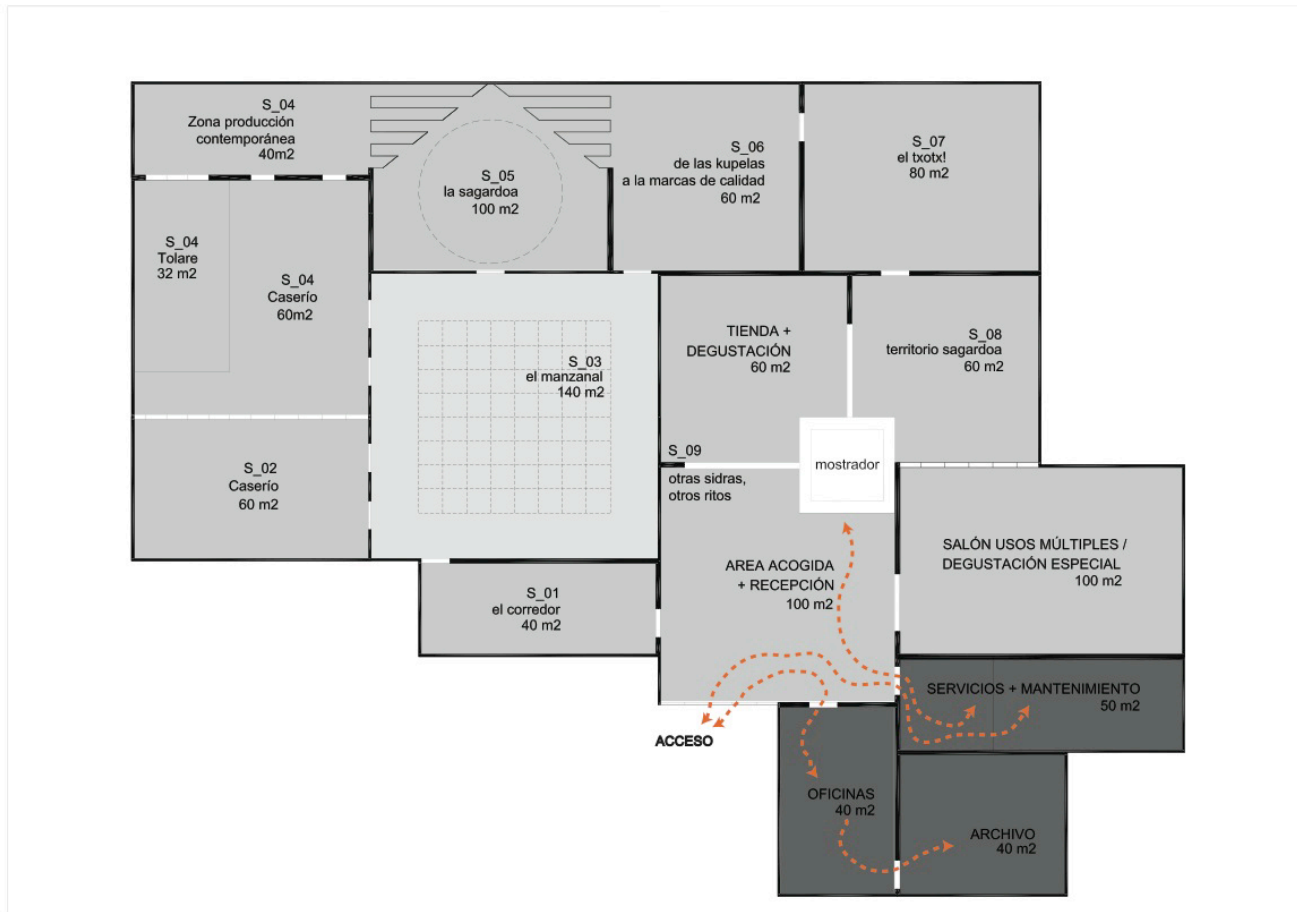 S_04
Zona producción
contemporánea
40m2
S_05
la sagardoa
100 m2
S_06
de las kupelas
a la marcas de calidad
60 m2
S_07
el txotx!
80 m2
S_04
Tolare
32 m2
S_04
Caserío
60m2
S_03
el manzanal
140 m2
TIENDA +
DEGUSTACIÓN
60 m2
S_08
territorio sagardoa
60 m2
S_02
Caserío
60 m2
S_09
otras sidras,
otros ritos
mostrador
S_01
el corredor
40 m2
AREA ACOGIDA
+ RECEPCIÓN
100 m2
SALÓN USOS MÚLTIPLES /
DEGUSTACIÓN ESPECIAL
100 m2
SERVICIOS + MANTENIMIENTO
50 m2
ACCESO
OFICINAS
40 m2
ARCHIVO
40 m2